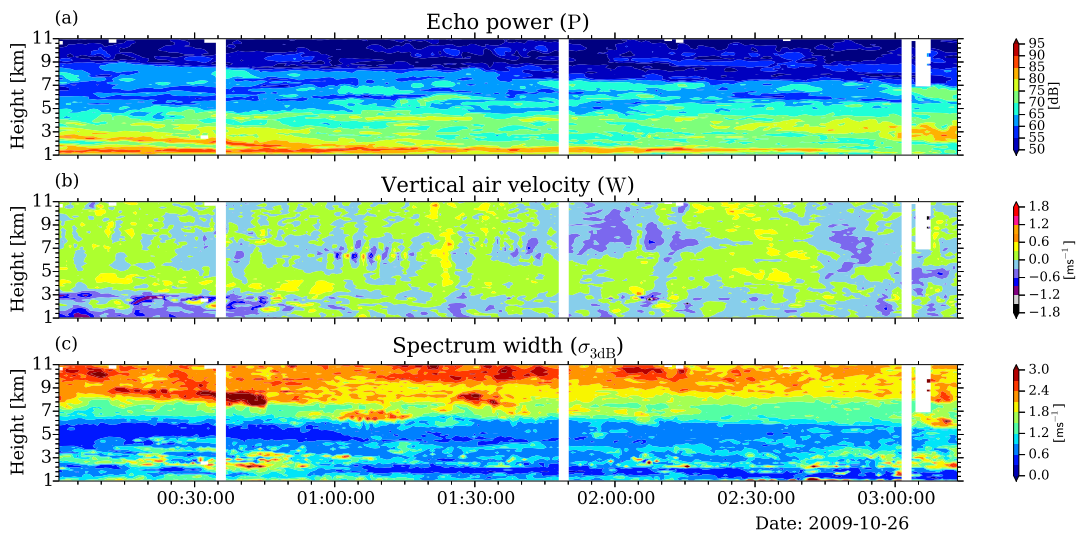 (a)
Echo power (P)
Height [km]
11
9
7
5
3
1
95
90
85
80
75
70
65
60
55
50
[dB]
(b)
Vertical air velocity (W)
Height [km]
11
9
7
5
3
1
1.8
1.2
0.6
0.0
−0.6
−1.2
−1.8
[ms⁻¹]
(c)
Spectrum width (σ3dB)
Height [km]
11
9
7
5
3
1
3.0
2.4
1.8
1.2
0.6
0.0
[ms⁻¹]
00:30:00 01:00:00 01:30:00 02:00:00 02:30:00 03:00:00
Date: 2009-10-26